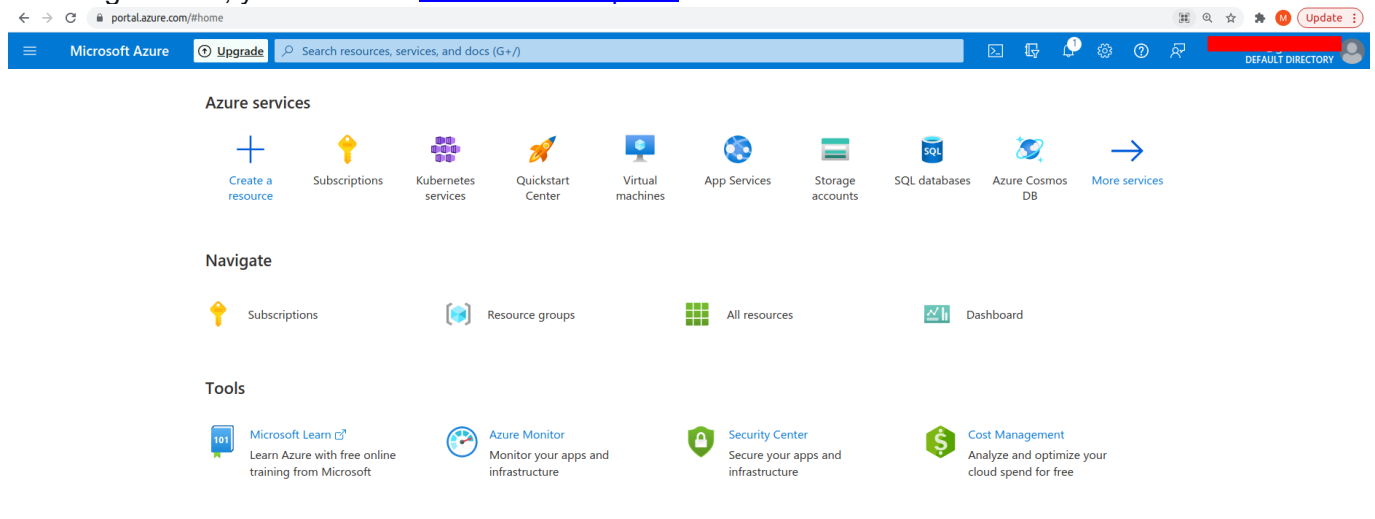 portal.azure.com/#home
M
Update
Microsoft Azure
Upgrade
Search resources, services, and docs (G+/)
1
DEFAULT DIRECTORY
Azure services
Create a
resource
Subscriptions
Kubernetes
services
Quickstart
Center
Virtual
machines
App Services
Storage
accounts
SQL
SQL databases
Azure Cosmos
DB
More services
Navigate
Subscriptions
Resource groups
All resources
Dashboard
Tools
101
Microsoft Learn
Learn Azure with free online
training from Microsoft
Azure Monitor
Monitor your apps and
infrastructure
Security Center
Secure your apps and
infrastructure
$
Cost Management
Analyze and optimize your
cloud spend for free